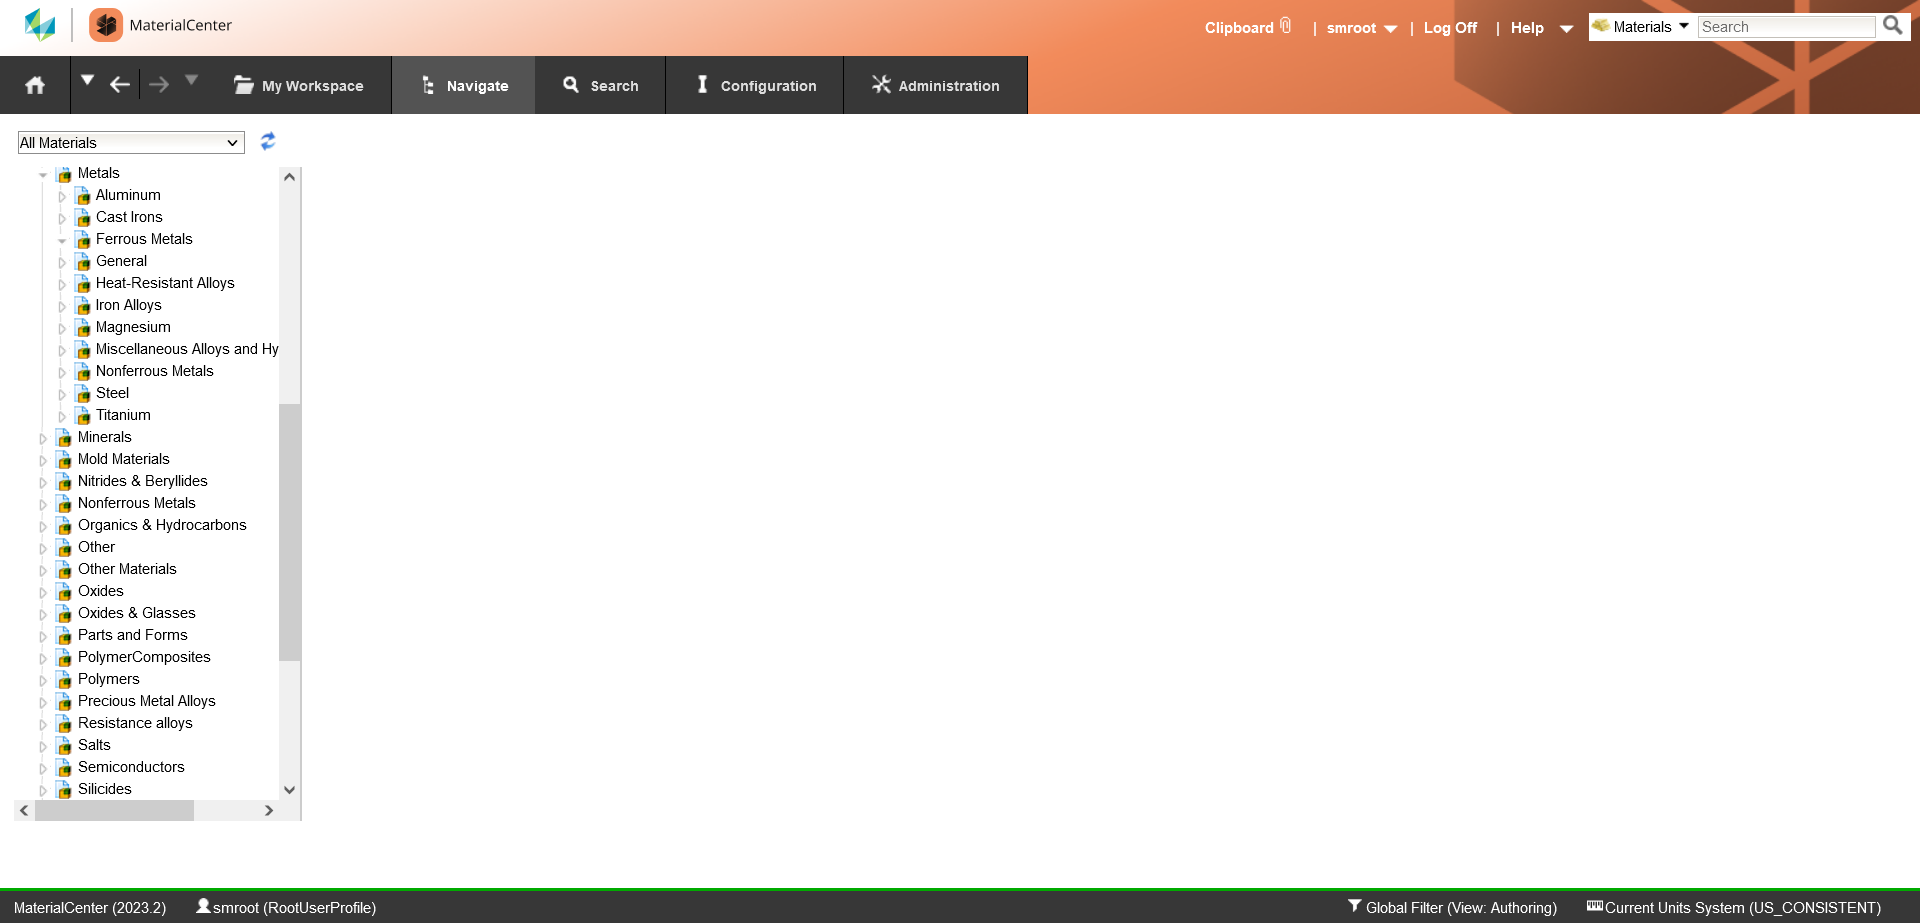 MaterialCenter
Clipboard | smroot | Log Off | Help Materials Search
My Workspace Navigate Search Configuration Administration
All Materials
Metals
Aluminum
Cast Irons
Ferrous Metals
General
Heat-Resistant Alloys
Iron Alloys
Magnesium
Miscellaneous Alloys and Hy
Nonferrous Metals
Steel
Titanium
Minerals
Mold Materials
Nitrides & Beryllides
Nonferrous Metals
Organics & Hydrocarbons
Other
Other Materials
Oxides
Oxides & Glasses
Parts and Forms
PolymerComposites
Polymers
Precious Metal Alloys
Resistance alloys
Salts
Semiconductors
Silicides
MaterialCenter (2023.2) smroot (RootUserProfile) Global Filter (View: Authoring) Current Units System (US_CONSISTENT)